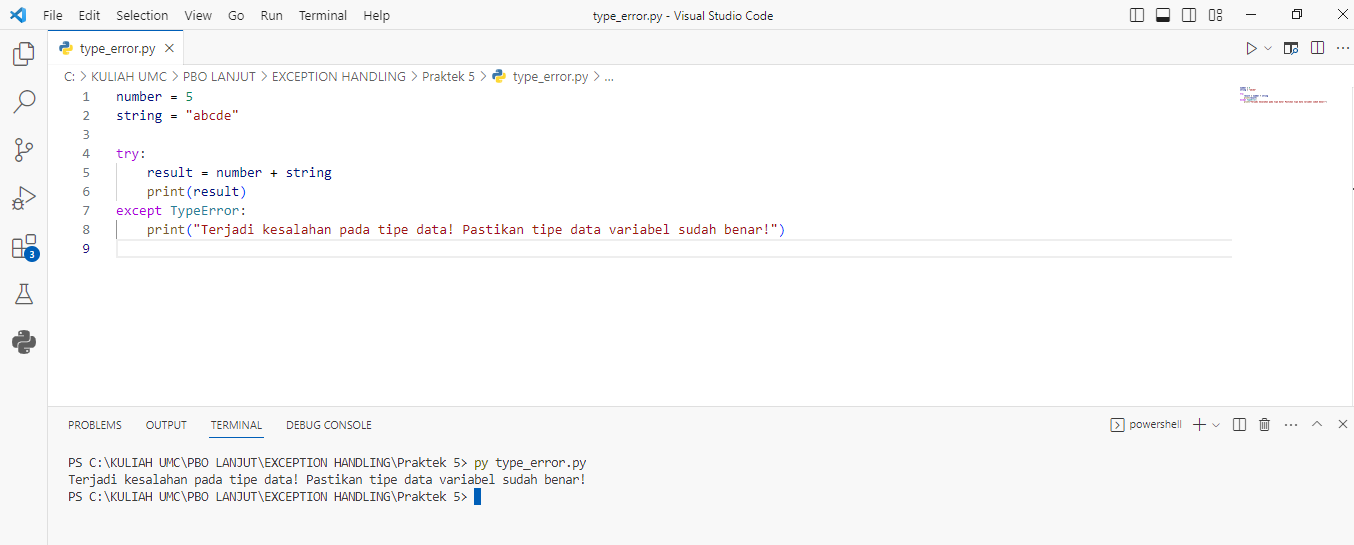 File Edit Selection View Go Run Terminal Help type_error.py - Visual Studio Code
type_error.py
C: > KULIAH UMC > PBO LANJUT > EXCEPTION HANDLING > Praktek 5 > type_error.py > ...
1 number = 5
2 string = "abcde"
3
4 try:
5 result = number + string
6 print(result)
7 except TypeError:
8 print("Terjadi kesalahan pada tipe data! Pastikan tipe data variabel sudah benar!")
9
3
PROBLEMS OUTPUT TERMINAL DEBUG CONSOLE powershell
PS C:\KULIAH UMC\PBO LANJUT\EXCEPTION HANDLING\Praktek 5> py type_error.py
Terjadi kesalahan pada tipe data! Pastikan tipe data variabel sudah benar!
PS C:\KULIAH UMC\PBO LANJUT\EXCEPTION HANDLING\Praktek 5>